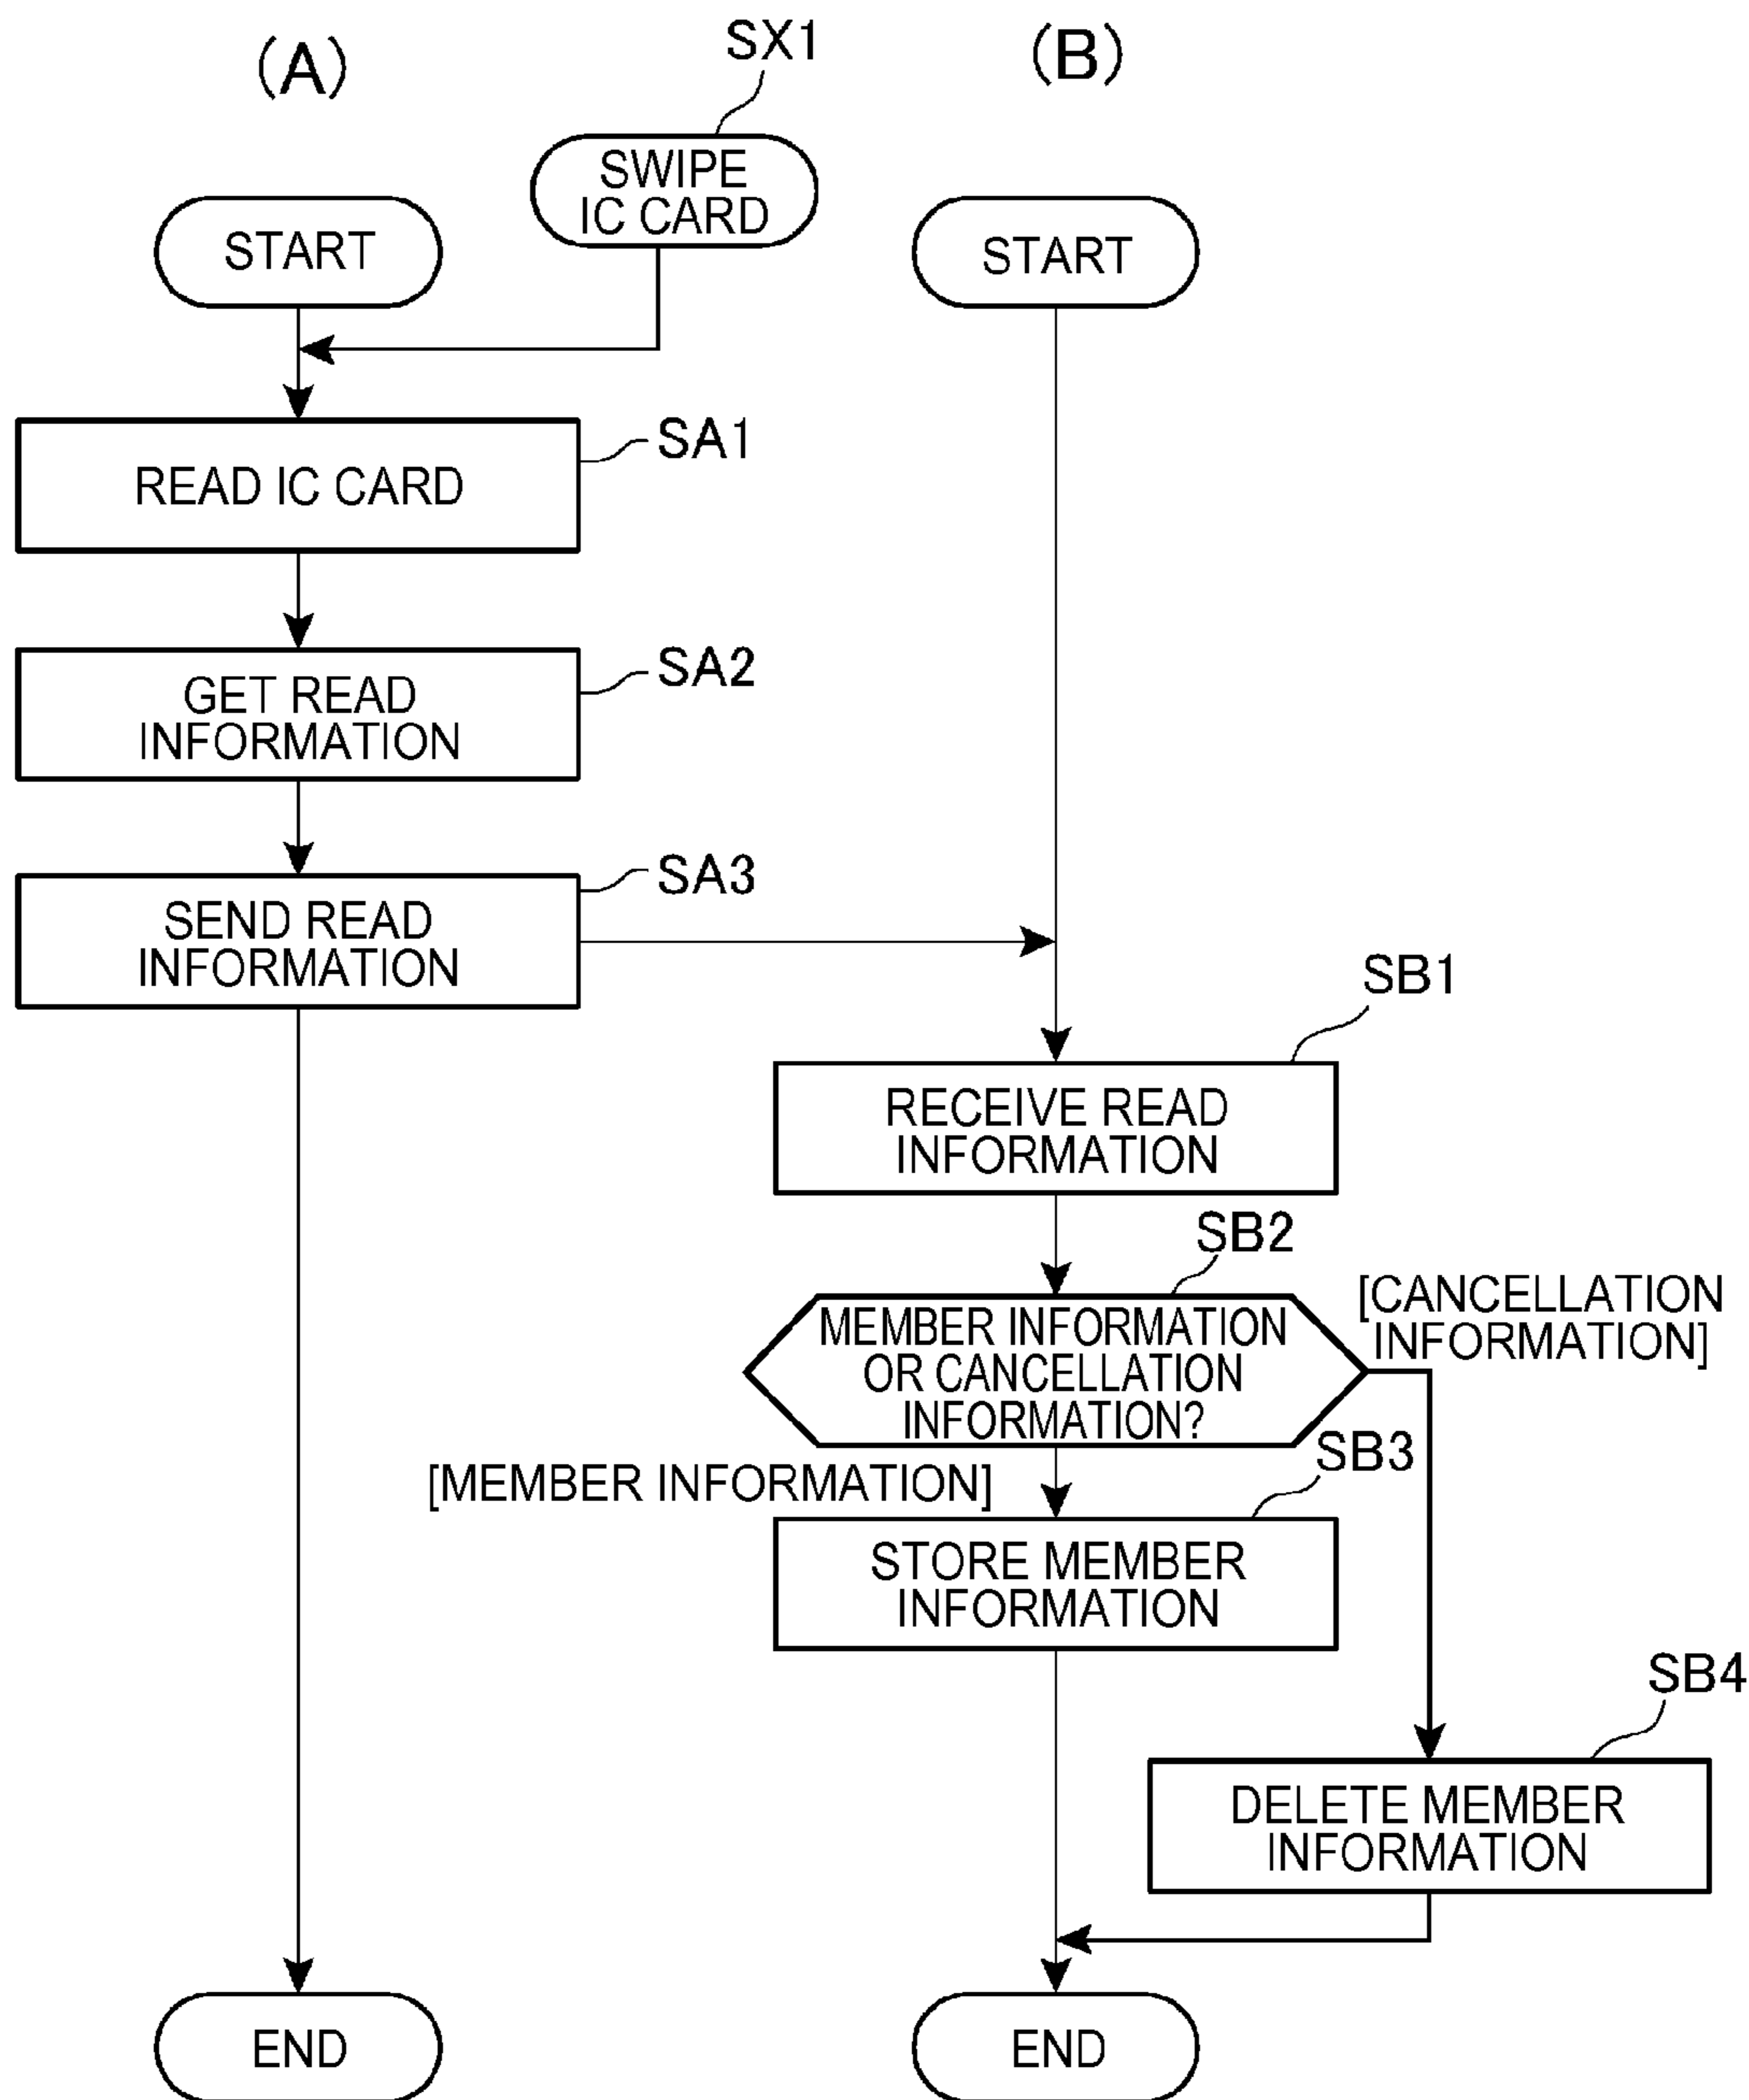 (A)
SX1
(B)
SWIPE
IC CARD
START
START
SA1
READ IC CARD
SA2
GET READ
INFORMATION
SA3
SEND READ
INFORMATION
SB1
RECEIVE READ
INFORMATION
SB2
[CANCELLATION
INFORMATION]
MEMBER INFORMATION
OR CANCELLATION
INFORMATION?
SB3
[MEMBER INFORMATION]
STORE MEMBER
INFORMATION
SB4
DELETE MEMBER
INFORMATION
END
END